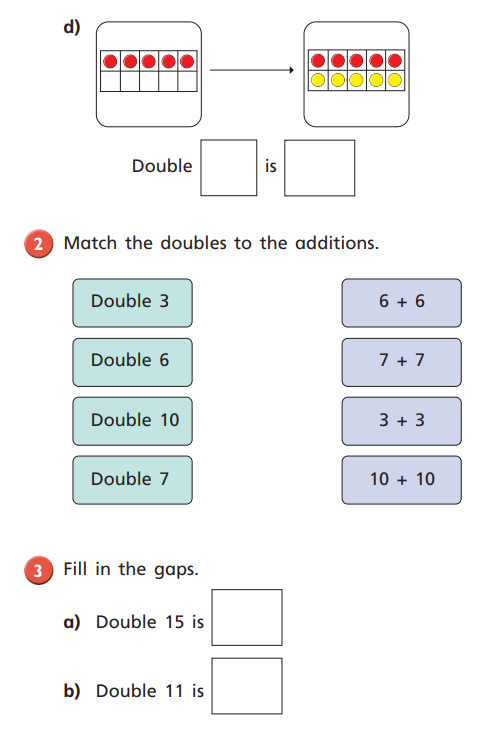 d)
Double is
2 Match the doubles to the additions.
Double 3 6 + 6
Double 6 7 + 7
Double 10 3 + 3
Double 7 10 + 10
3 Fill in the gaps.
a) Double 15 is
b) Double 11 is